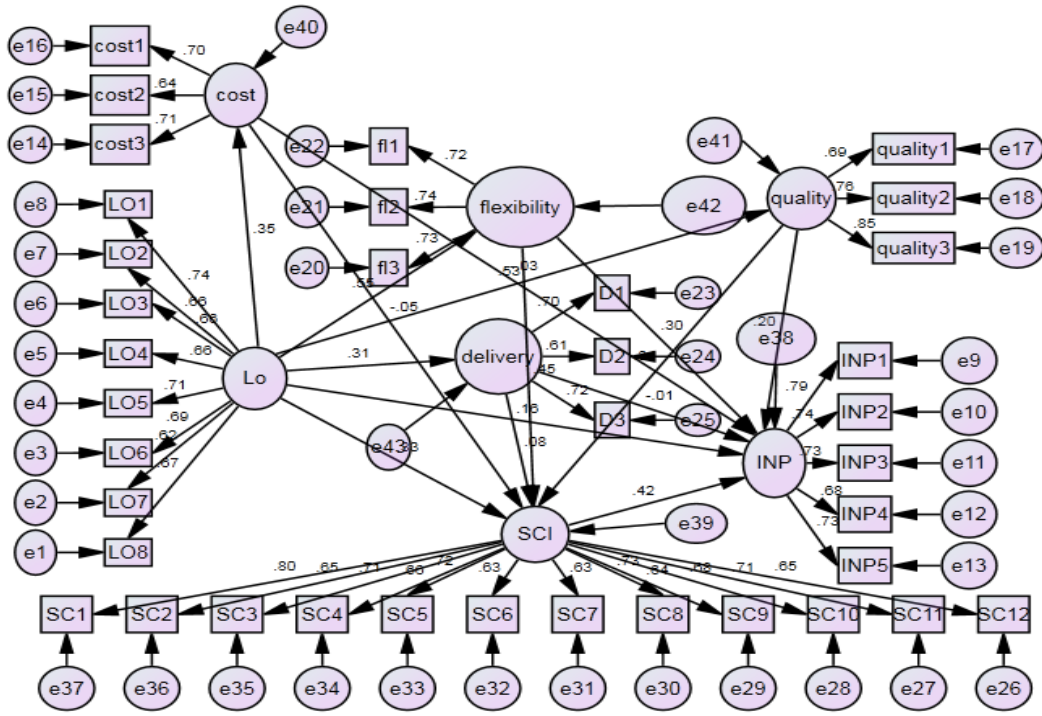 e40
e16 cost1 .70
e15 cost2 .64 cost
e14 cost3 .71
e22 fl1 .72
e41 .69 quality1 e17
e21 fl2 .74 flexibility e42 quality .76 quality2 e18
e20 fl3 .73 .85 quality3 e19
e8 LO1
e7 LO2 .35
e6 LO3 .74
e5 LO4 .66
e4 LO5 .71
e3 LO6 .69
e2 LO7 .62
e1 LO8 .67
.66
.55 -.05 .53 .03
Lo .31 delivery .70 D1 e23
.61 D2 e24
.72 D3 e25
.45 .30 .20 e38
.16 -.01
e43 .08
INP .79 INP1 e9
.74 INP2 e10
.73 INP3 e11
.68 INP4 e12
.73 INP5 e13
.42
SCI e39
.80 .65 .71 .66 .72 .63 .63 .64 .73 .68 .71 .65
SC1 SC2 SC3 SC4 SC5 SC6 SC7 SC8 SC9 SC10 SC11 SC12
e37 e36 e35 e34 e33 e32 e31 e30 e29 e28 e27 e26